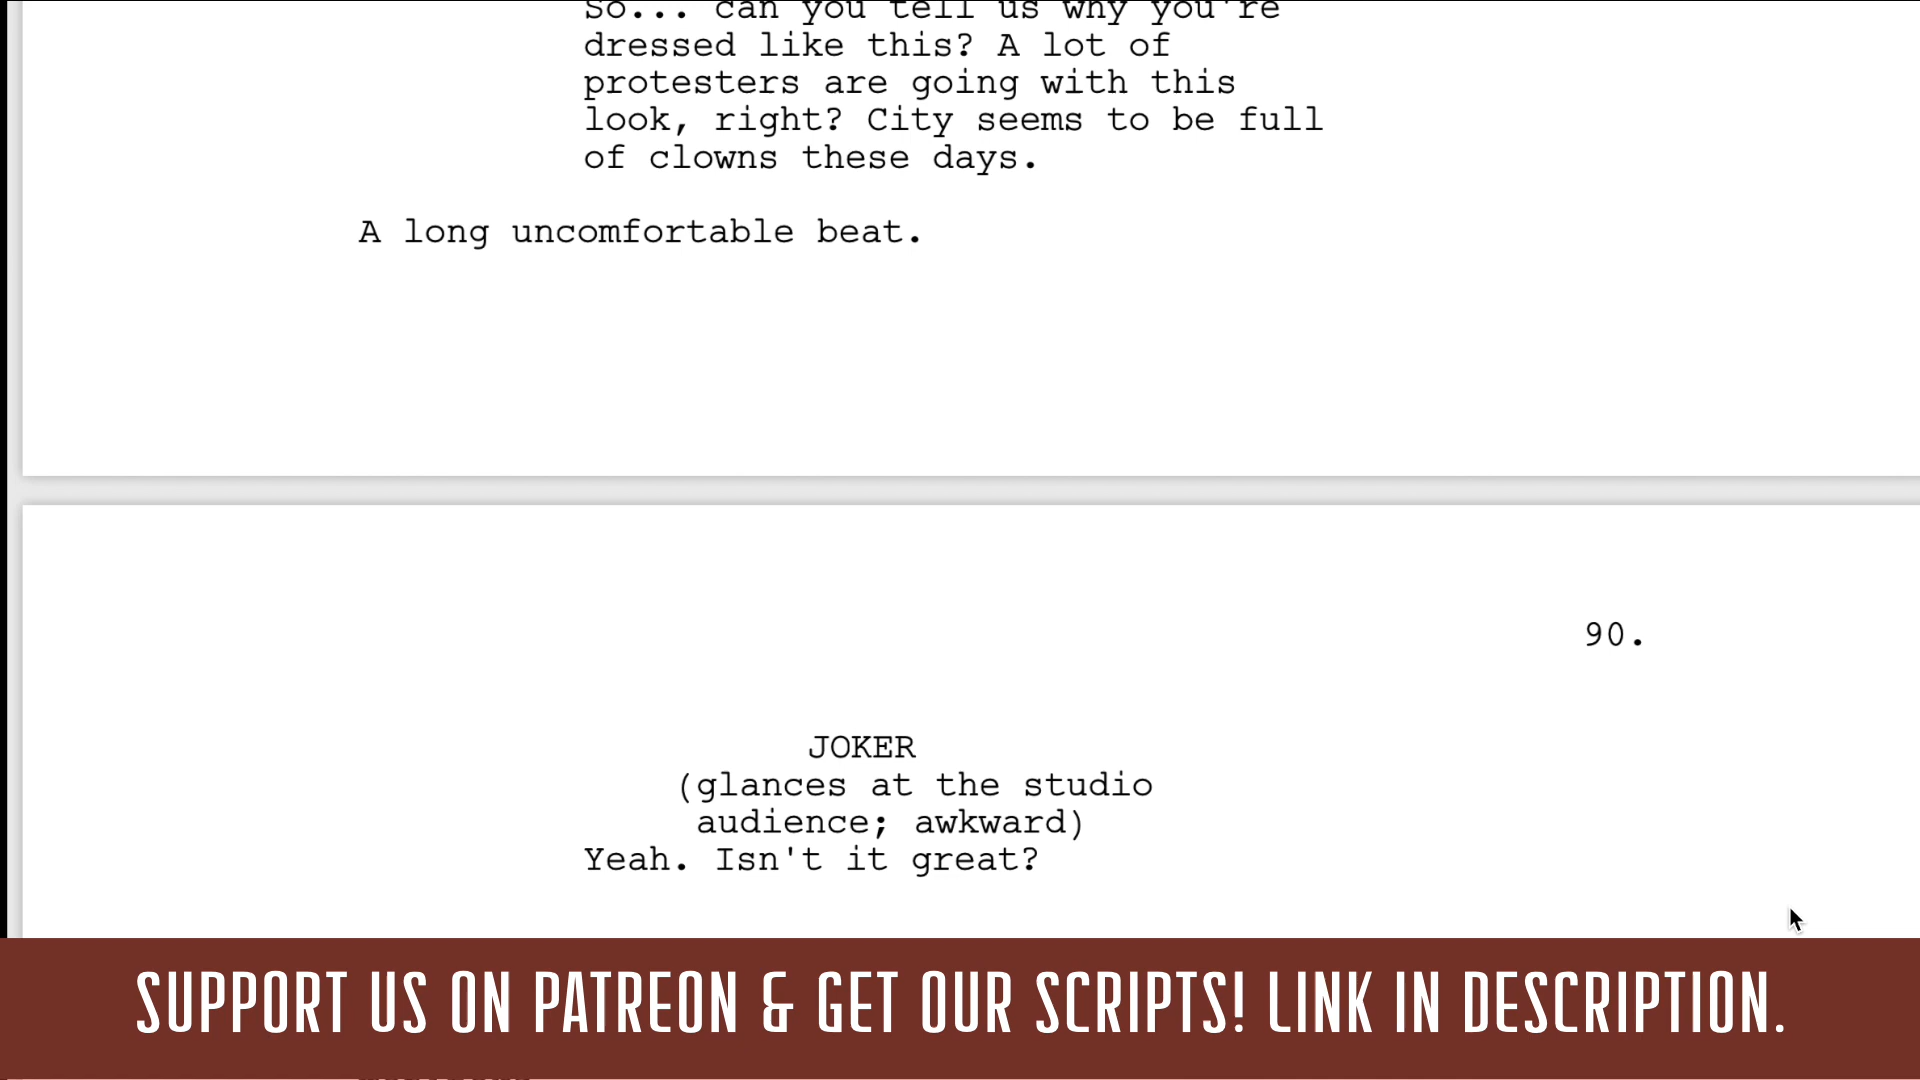 So... can you tell us why you're
dressed like this? A lot of
protesters are going with this
look, right? City seems to be full
of clowns these days.
A long uncomfortable beat.
90.
JOKER
(glances at the studio
audience; awkward)
Yeah. Isn't it great?
SUPPORT US ON PATREON & GET OUR SCRIPTS! LINK IN DESCRIPTION.